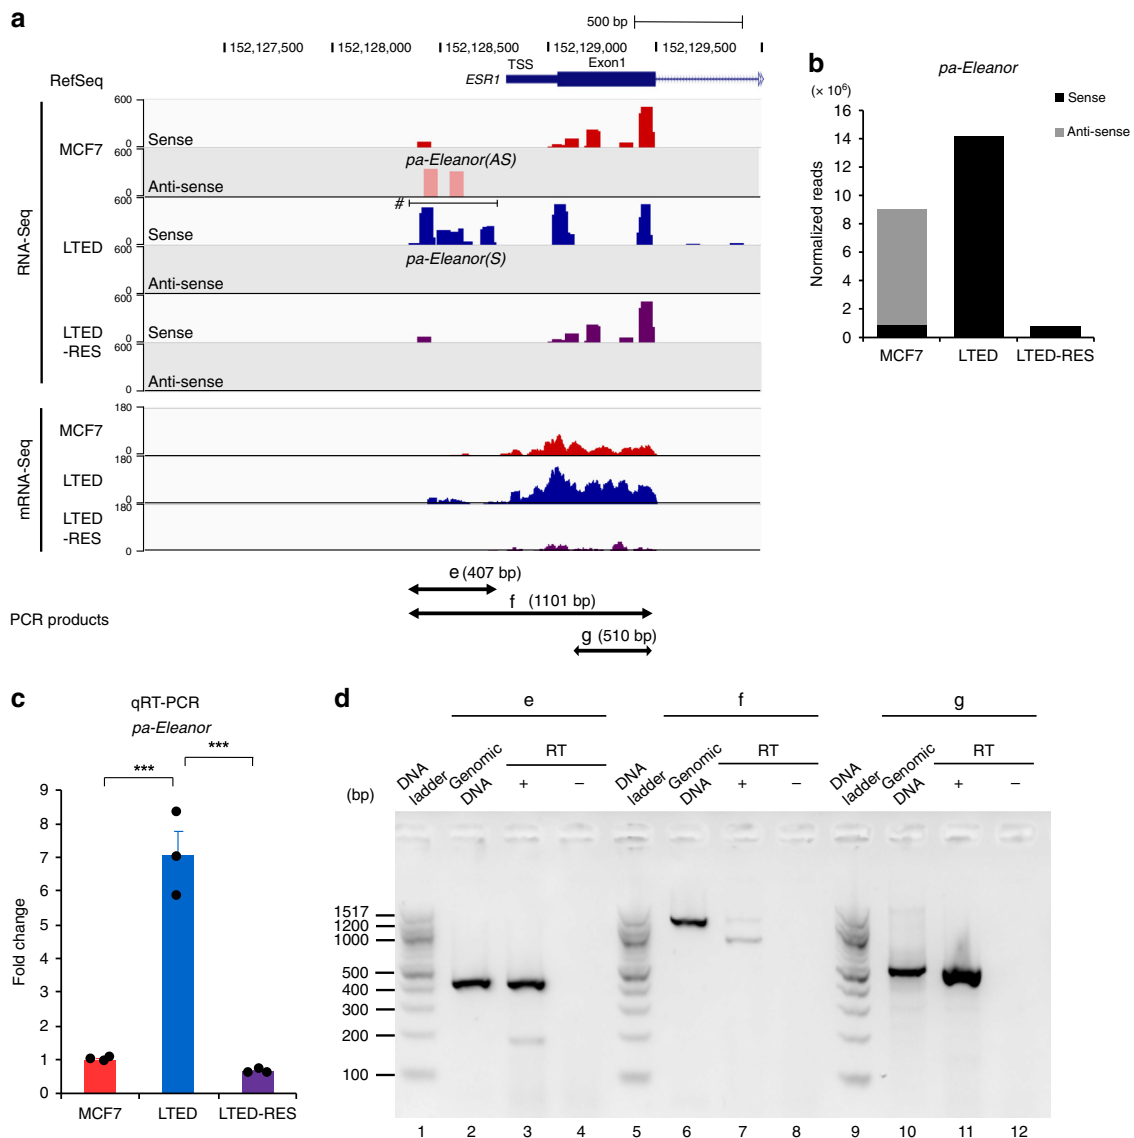 a
500 bp
152,127,500 152,128,000 152,128,500 152,129,000 152,129,500
TSS Exon1
RefSeq ESR1
RNA-Seq
MCF7
600
0
Sense
pa-Eleanor(AS)
600
0
Anti-sense
#
LTED
600
0
Sense
pa-Eleanor(S)
600
0
Anti-sense
LTED
-RES
600
0
Sense
600
0
Anti-sense
mRNA-Seq
MCF7
180
0
LTED
180
0
LTED
-RES
180
0
e (407 bp)
f (1101 bp)
PCR products
g (510 bp)
b
pa-Eleanor
(× 10⁶)
Sense
Anti-sense
Normalized reads
16
14
12
10
8
6
4
2
0
MCF7 LTED LTED-RES
c
qRT-PCR
pa-Eleanor
***
***
Fold change
9
8
7
6
5
4
3
2
1
0
MCF7 LTED LTED-RES
d
e f g
DNA ladder Genomic DNA RT + − DNA ladder Genomic DNA RT + − DNA ladder Genomic DNA RT + −
(bp)
1517
1200
1000
500
400
300
200
100
1 2 3 4 5 6 7 8 9 10 11 12